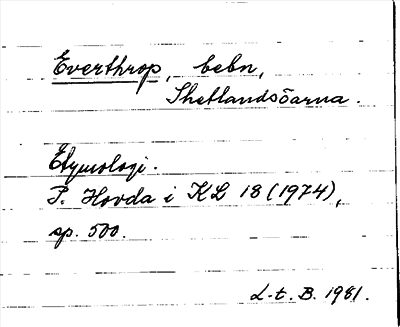 Everthrop, bebn,
Shetlandsöarna.
Etymologi.
P. Hovda i KL 18 (1974),
sp. 500.
L-t. B. 1981.